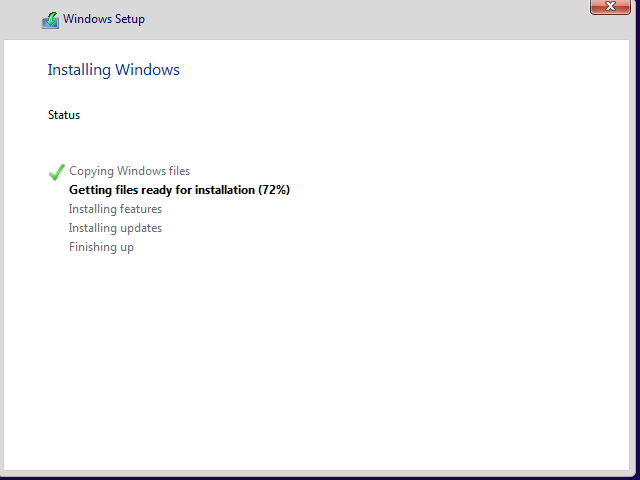 Windows Setup
Installing Windows
Status
Copying Windows files
Getting files ready for installation (72%)
Installing features
Installing updates
Finishing up